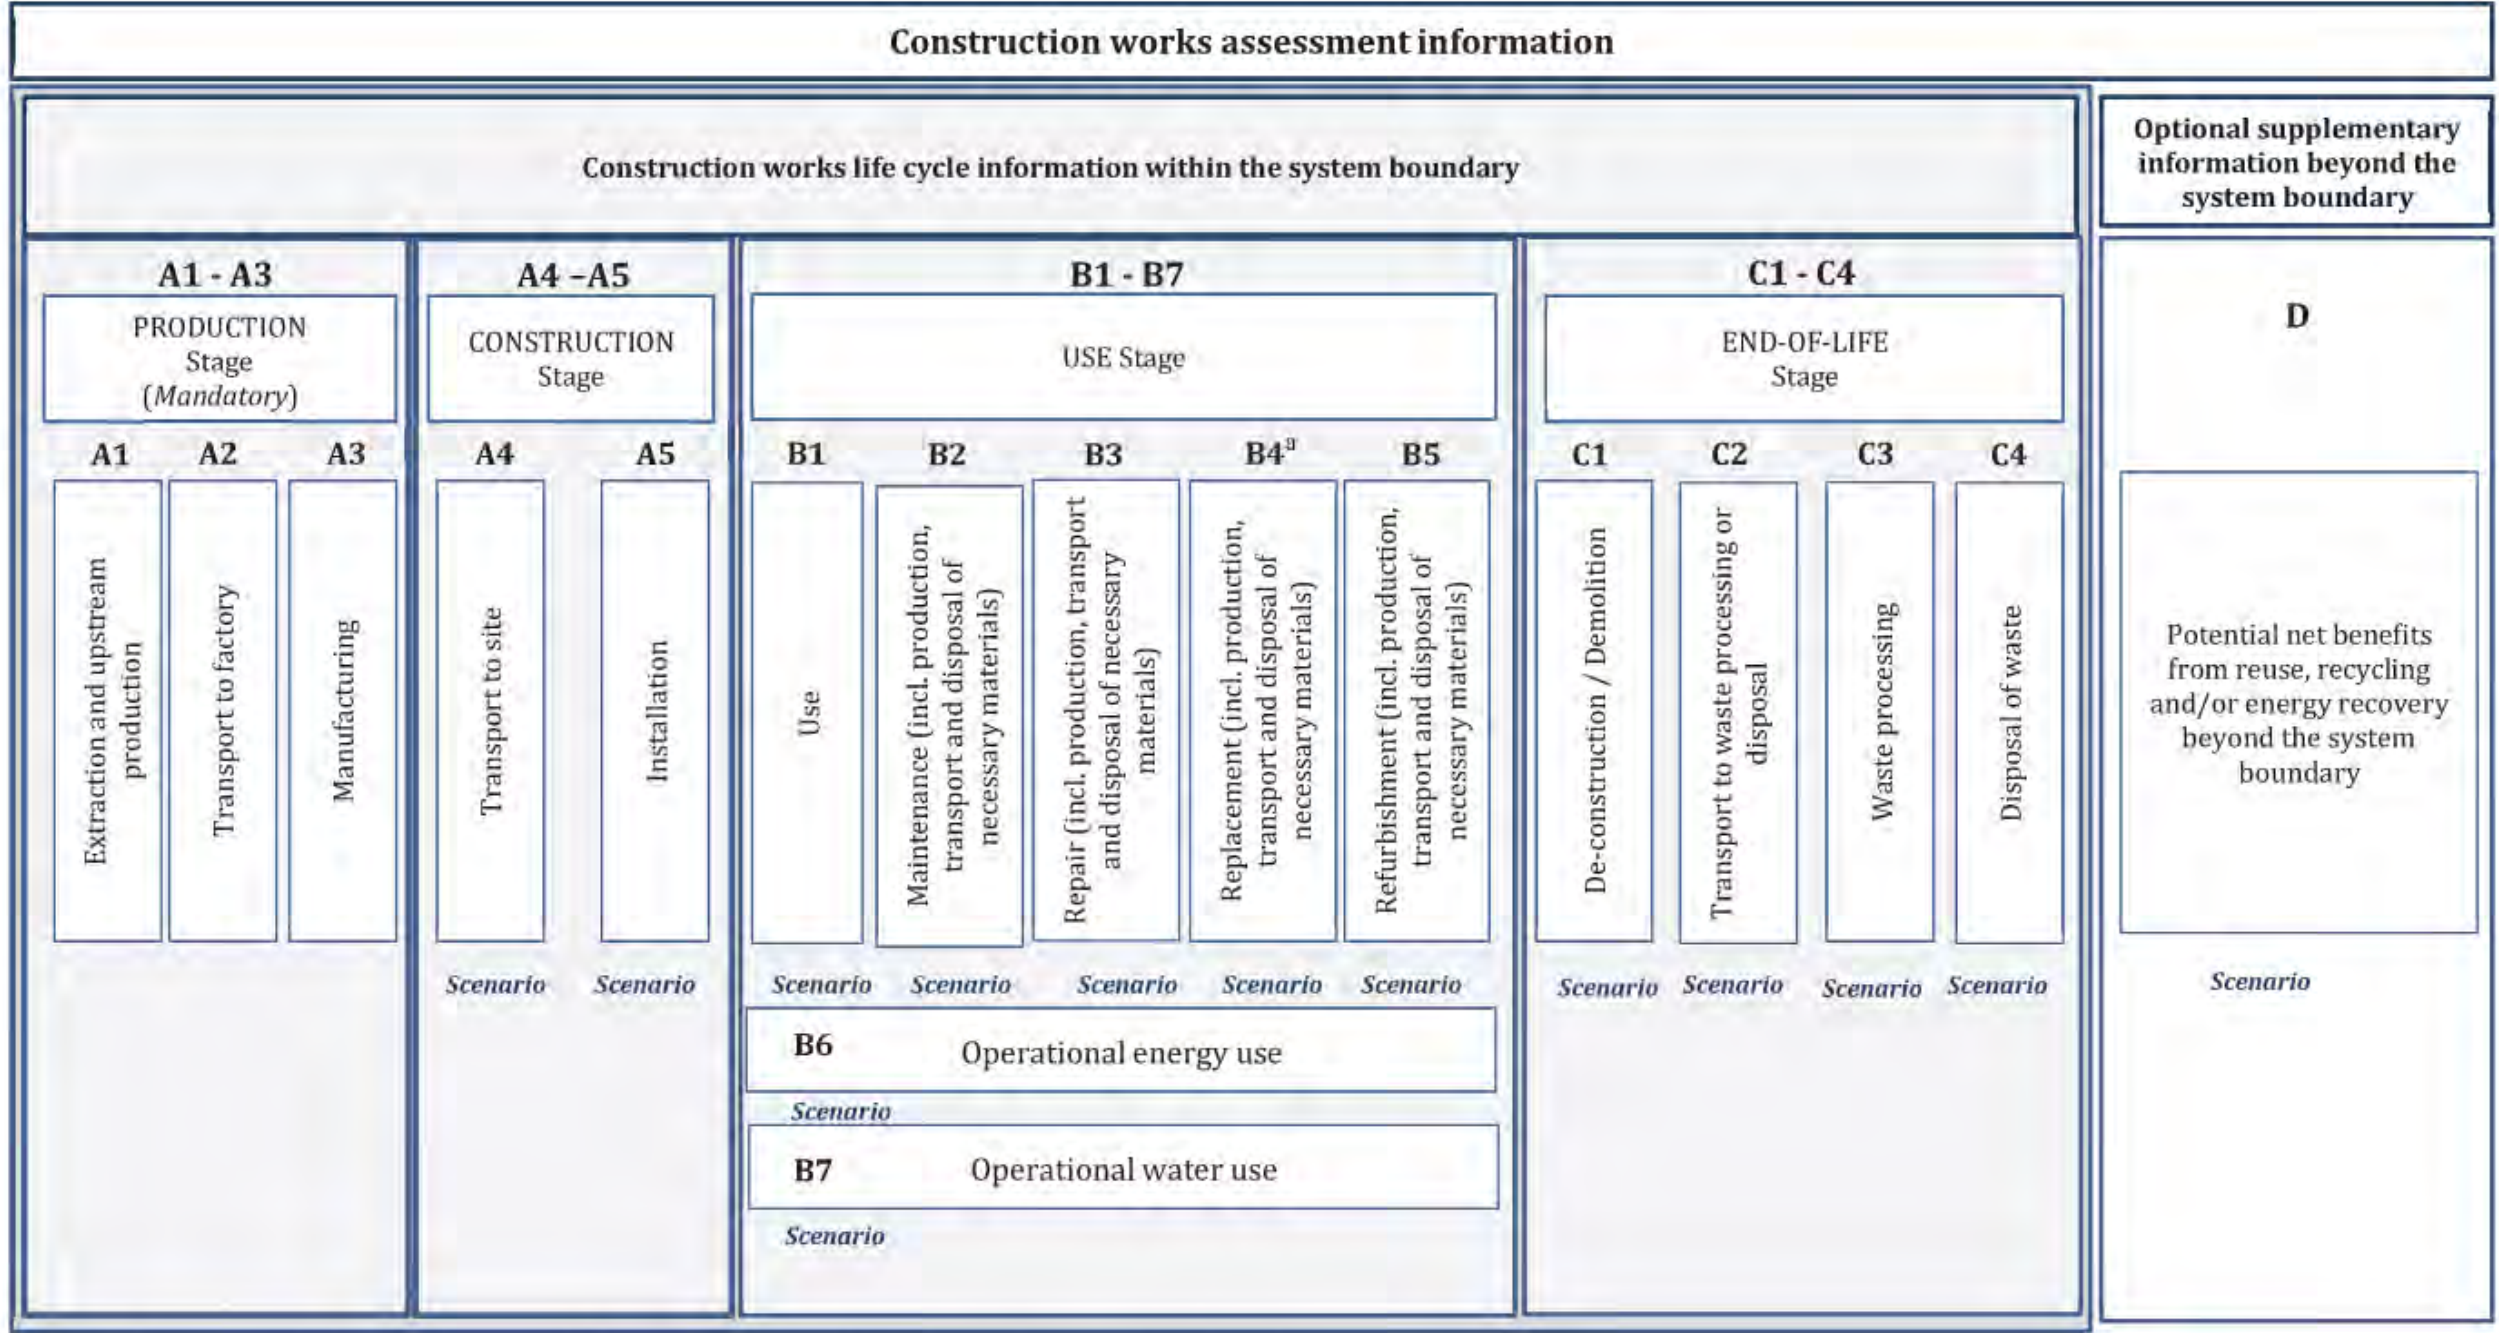 Construction works assessment information
Construction works life cycle information within the system boundary
Optional supplementary
information beyond the
system boundary
A1 - A3
PRODUCTION
Stage
(Mandatory)
A1
A2
A3
Extraction and upstream
production
Transport to factory
Manufacturing
A4 –A5
CONSTRUCTION
Stage
A4
A5
Transport to site
Installation
Scenario
Scenario
B1 - B7
USE Stage
B1
B2
B3
B4ᵃ
B5
Use
Maintenance (incl. production,
transport and disposal of
necessary materials)
Repair (incl. production, transport
and disposal of necessary
materials)
Replacement (incl. production,
transport and disposal of
necessary materials)
Refurbishment (incl. production,
transport and disposal of
necessary materials)
Scenario
Scenario
Scenario
Scenario
Scenario
B6 Operational energy use
Scenario
B7 Operational water use
Scenario
C1 - C4
END-OF-LIFE
Stage
C1
C2
C3
C4
De-construction / Demolition
Transport to waste processing or
disposal
Waste processing
Disposal of waste
Scenario
Scenario
Scenario
Scenario
D
Potential net benefits
from reuse, recycling
and/or energy recovery
beyond the system
boundary
Scenario